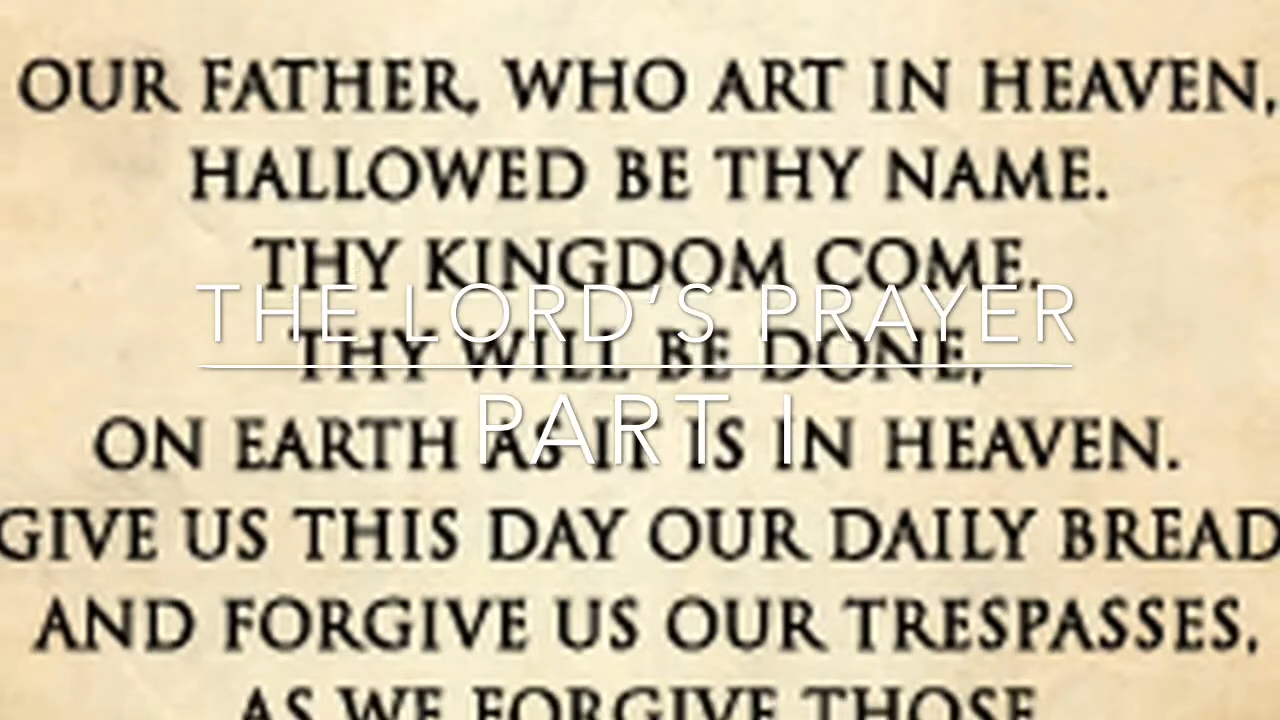 OUR FATHER, WHO ART IN HEAVEN,
HALLOWED BE THY NAME.
THY KINGDOM COME.
THE LORD'S PRAYER
THY WILL BE DONE,
PART I
ON EARTH AS IT IS IN HEAVEN.
GIVE US THIS DAY OUR DAILY BREAD
AND FORGIVE US OUR TRESPASSES,
AS WE FORGIVE THOSE